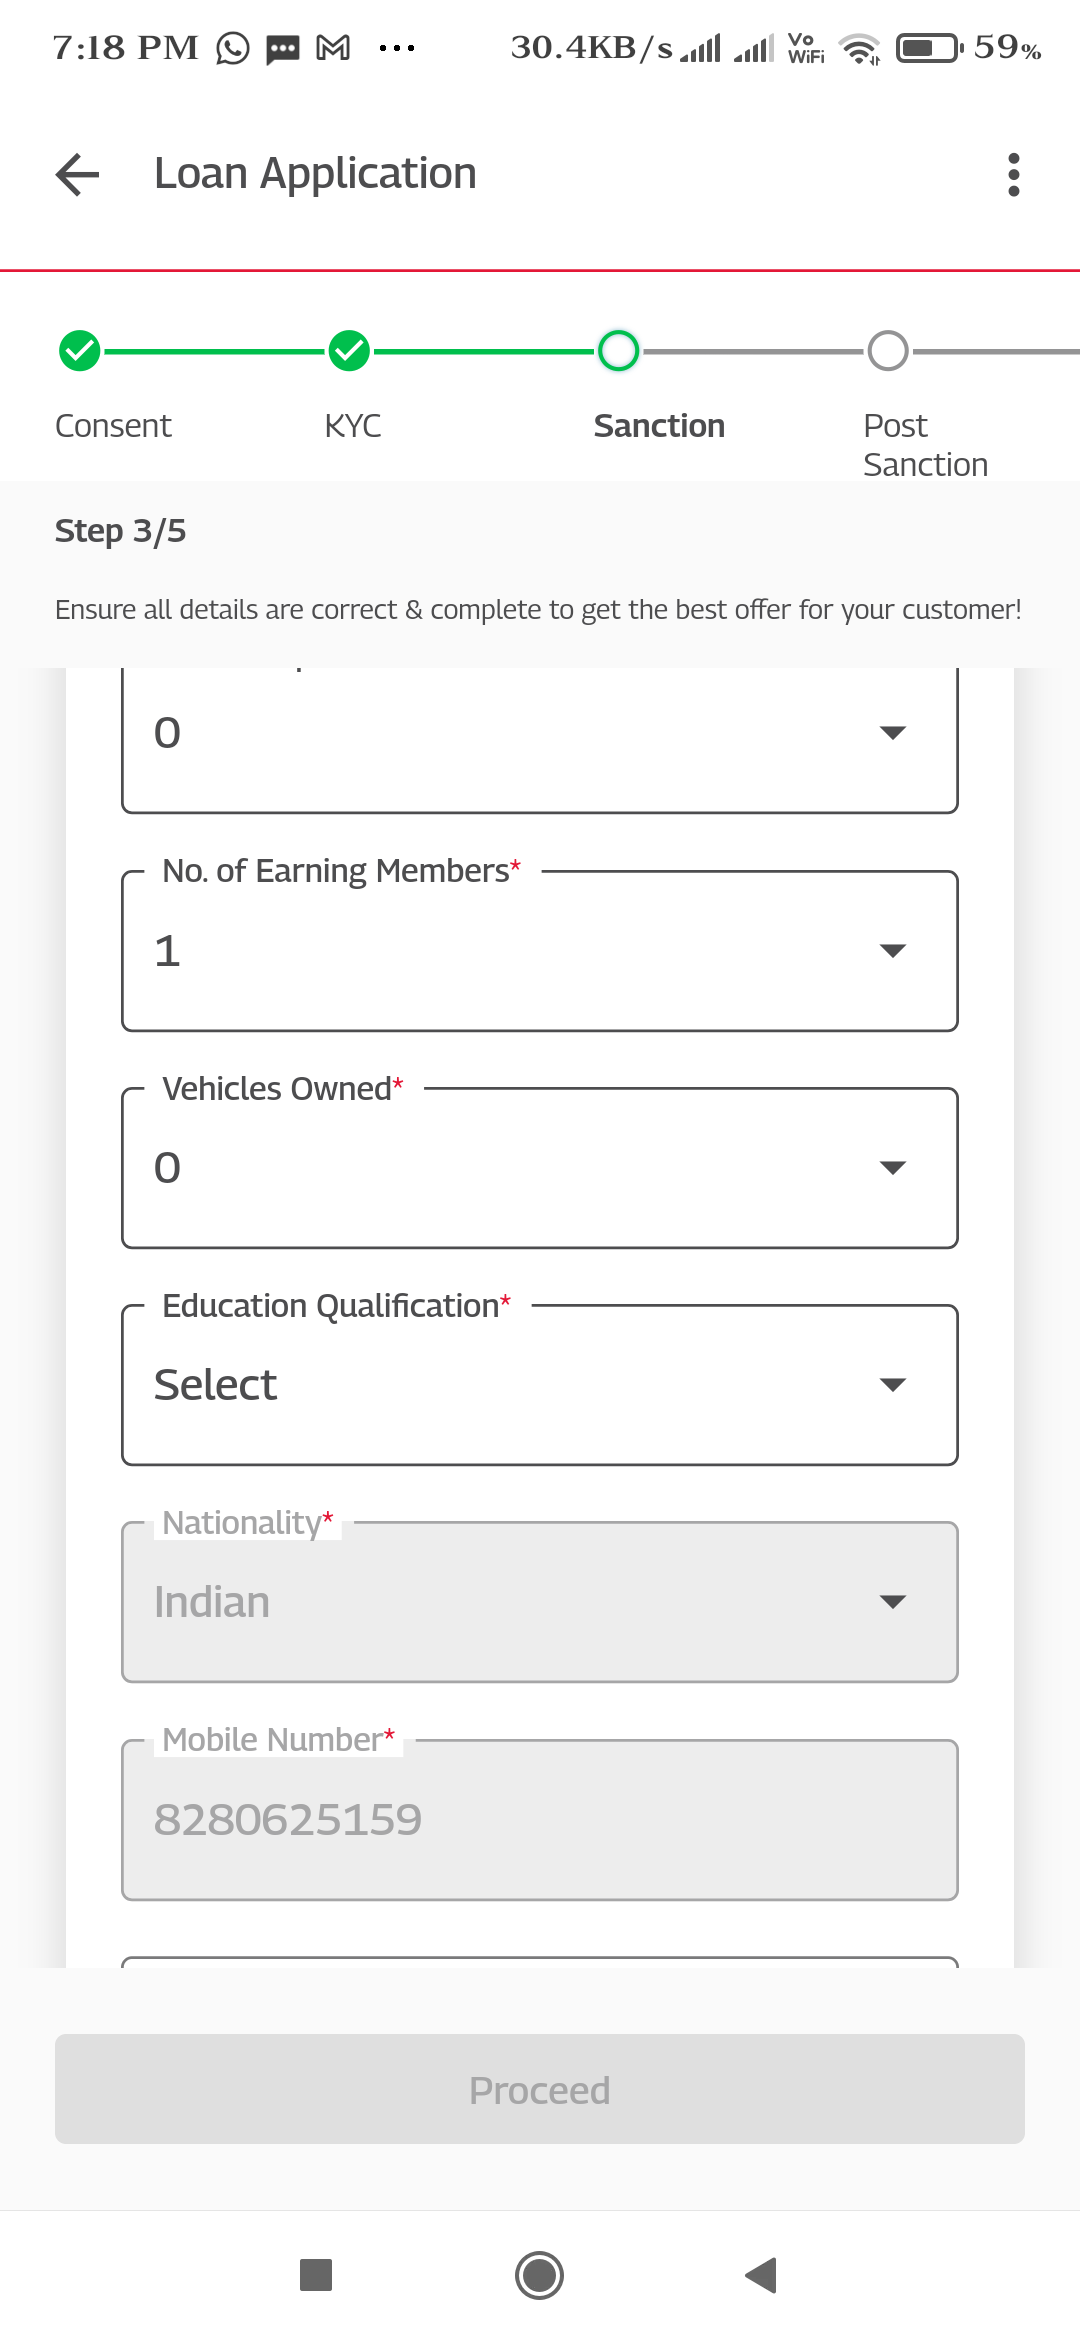 7:18 PM ... 30.4KB/s Vo WiFi 59%
Loan Application
Consent KYC Sanction Post Sanction
Step 3/5
Ensure all details are correct & complete to get the best offer for your customer!
0
No. of Earning Members*
1
Vehicles Owned*
0
Education Qualification*
Select
Nationality*
Indian
Mobile Number*
8280625159
Proceed